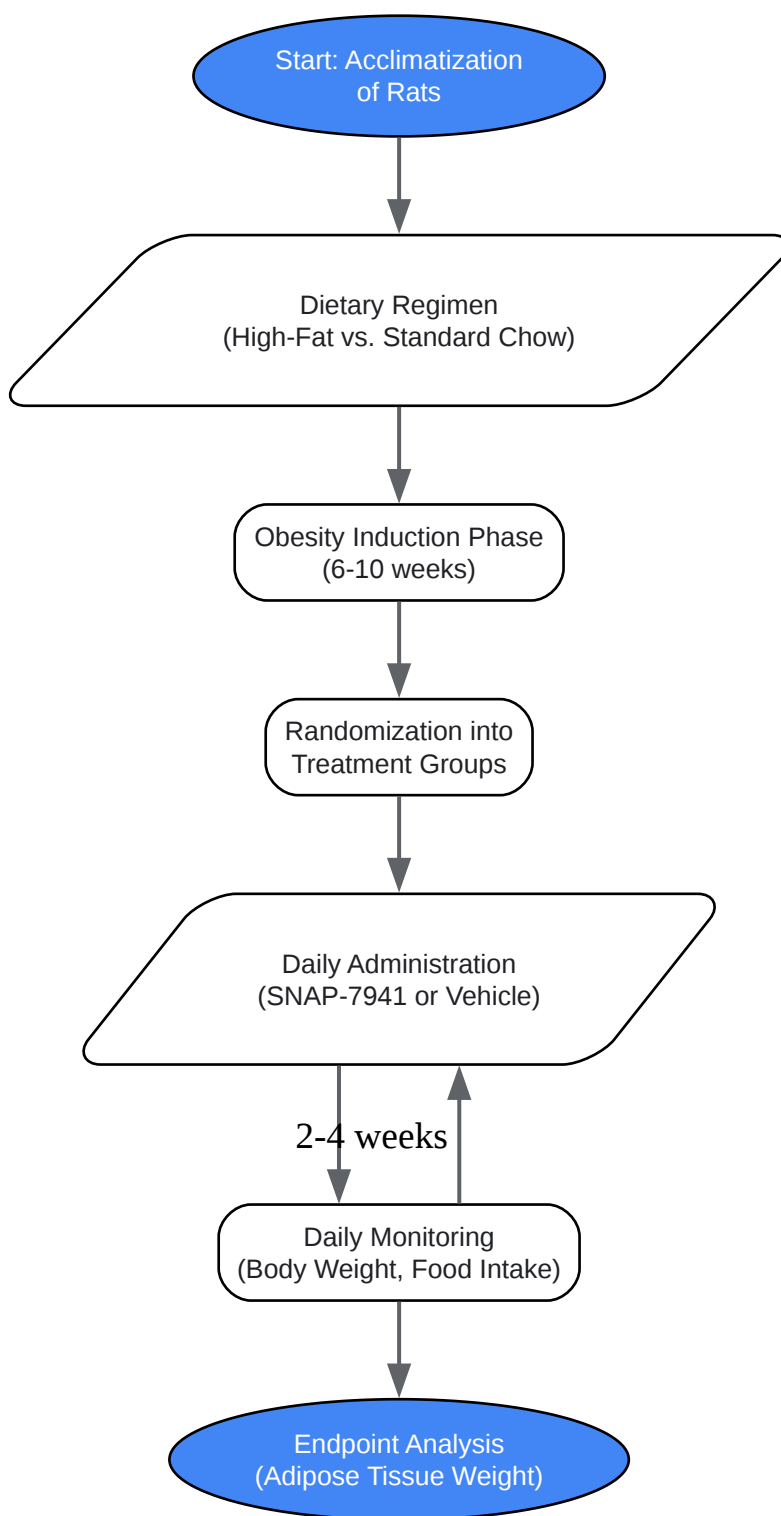 Start: Acclimatization
of Rats
Dietary Regimen
(High-Fat vs. Standard Chow)
Obesity Induction Phase
(6-10 weeks)
Randomization into
Treatment Groups
Daily Administration
(SNAP-7941 or Vehicle)
2-4 weeks
Daily Monitoring
(Body Weight, Food Intake)
Endpoint Analysis
(Adipose Tissue Weight)